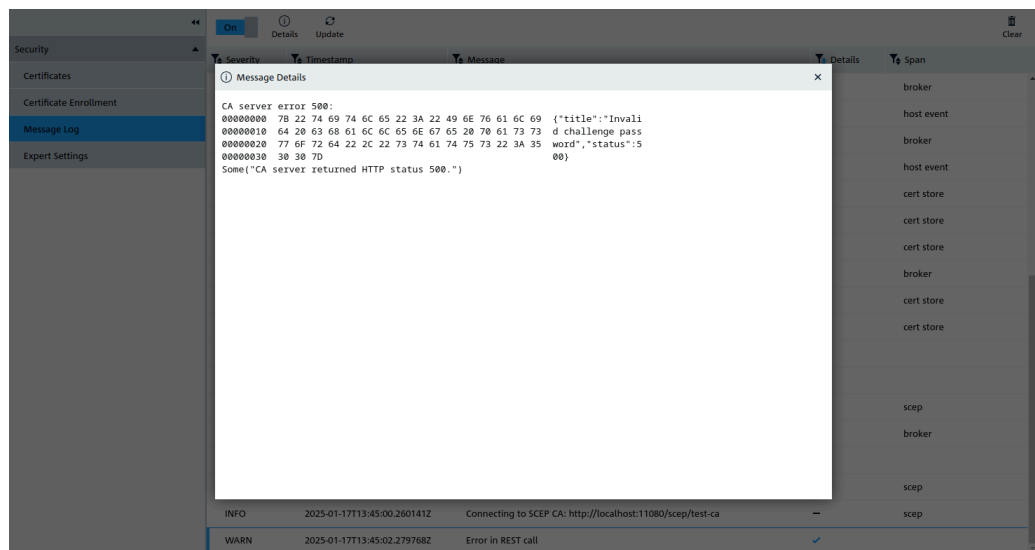 On
Details
Update
Clear
Security
Certificates
Certificate Enrollment
Message Log
Expert Settings
Severity
Timestamp
Message
Details
Span
Message Details
CA server error 500:
00000000 7B 22 74 69 74 6C 65 22 3A 22 49 6E 76 61 6C 69 {"title":"Invali
00000010 64 20 63 68 61 6C 6C 65 6E 67 65 20 70 61 73 73 d challenge pass
00000020 77 6F 72 64 22 2C 22 73 74 61 74 75 73 22 3A 35 word","status":5
00000030 30 30 7D 00}
Some("CA server returned HTTP status 500.")
broker
host event
broker
host event
cert store
cert store
cert store
broker
cert store
cert store
scep
broker
scep
INFO 2025-01-17T13:45:00.260141Z Connecting to SCEP CA: http://localhost:11080/scep/test-ca scep
WARN 2025-01-17T13:45:02.279768Z Error in REST call